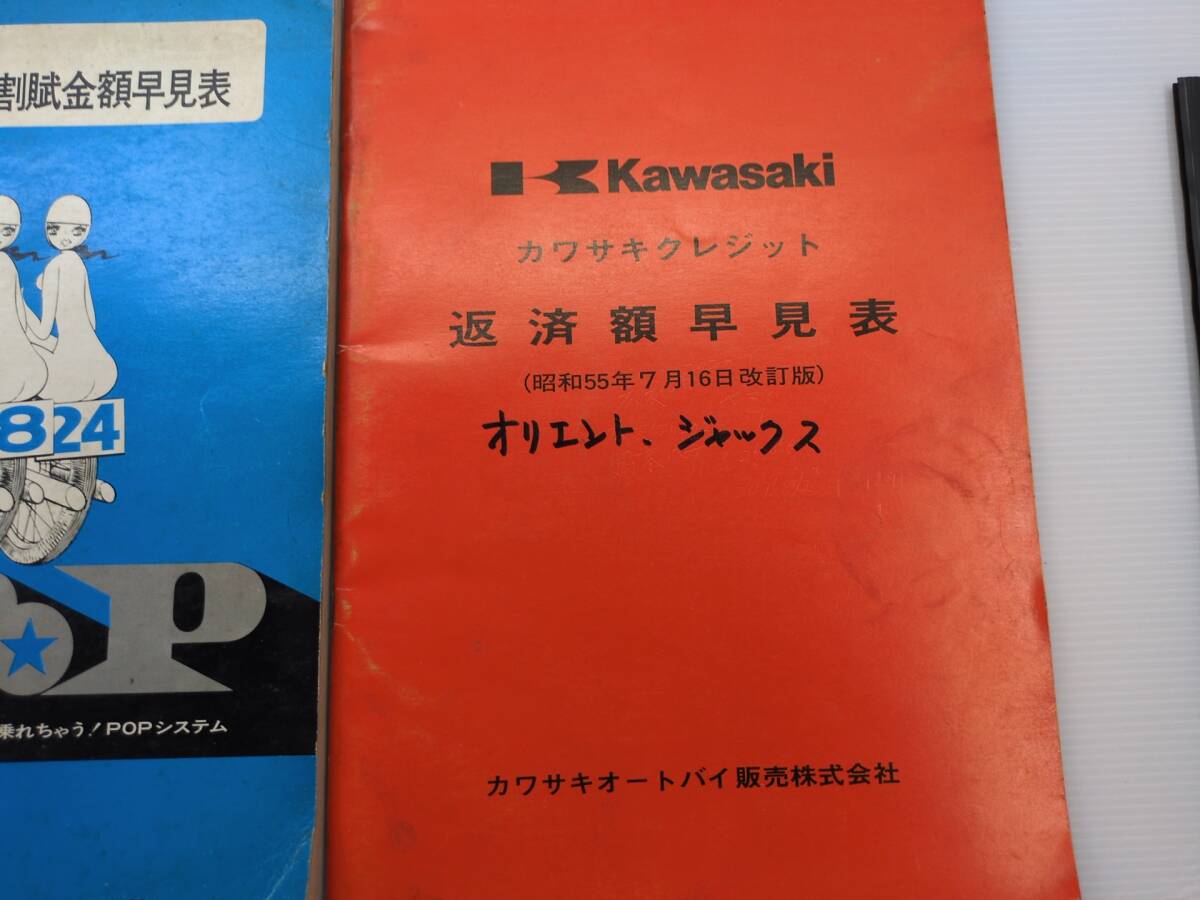 割賦金額早見表
824
POP
乗れちゃう!POPシステム
Kawasaki
カワサキクレジット
返済額早見表
(昭和55年7月16日改訂版)
オリエント、ジャックス
カワサキオートバイ販売株式会社